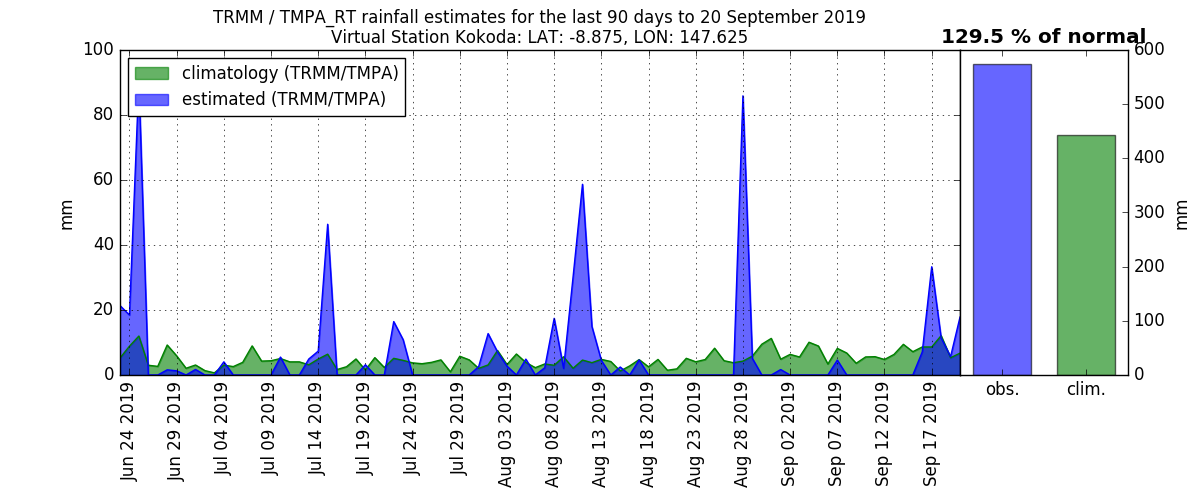 TRMM / TMPA_RT rainfall estimates for the last 90 days to 20 September 2019
Virtual Station Kokoda: LAT: -8.875, LON: 147.625
129.5 % of normal
climatology (TRMM/TMPA)
estimated (TRMM/TMPA)
100
80
60
40
20
0
mm
600
500
400
300
200
100
0
mm
obs.
clim.
Jun 24 2019
Jun 29 2019
Jul 04 2019
Jul 09 2019
Jul 14 2019
Jul 19 2019
Jul 24 2019
Jul 29 2019
Aug 03 2019
Aug 08 2019
Aug 13 2019
Aug 18 2019
Aug 23 2019
Aug 28 2019
Sep 02 2019
Sep 07 2019
Sep 12 2019
Sep 17 2019